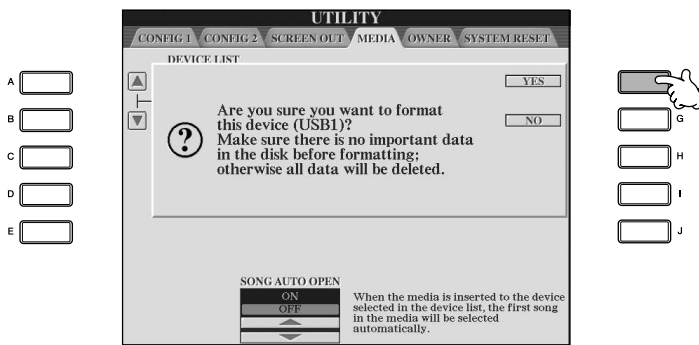 UTILITY
CONFIG 1 CONFIG 2 SCREEN OUT MEDIA OWNER SYSTEM RESET
DEVICE LIST
YES
NO
Are you sure you want to format
this device (USB1)?
Make sure there is no important data
in the disk before formatting;
otherwise all data will be deleted.
?
A
B
C
D
E
G
H
I
J
SONG AUTO OPEN
ON
OFF
When the media is inserted to the device
selected in the device list, the first song
in the media will be selected
automatically.